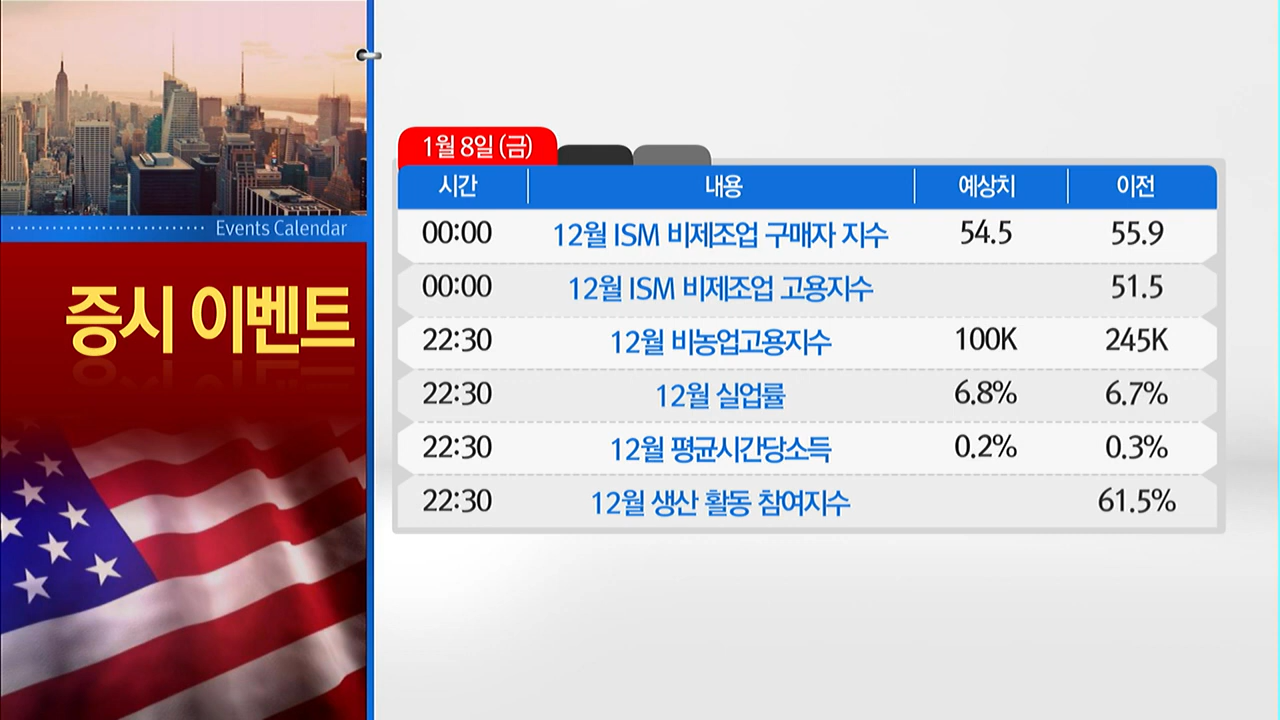 Events Calendar
증시 이벤트
1월 8일 (금)
시간 내용 예상치 이전
00:00 12월 ISM 비제조업 구매자 지수 54.5 55.9
00:00 12월 ISM 비제조업 고용지수 51.5
22:30 12월 비농업고용지수 100K 245K
22:30 12월 실업률 6.8% 6.7%
22:30 12월 평균시간당소득 0.2% 0.3%
22:30 12월 생산 활동 참여지수 61.5%